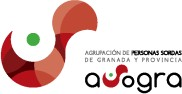 AGRUPACIÓN DE PERSONAS SORDAS
DE GRANADA Y PROVINCIA
asogra